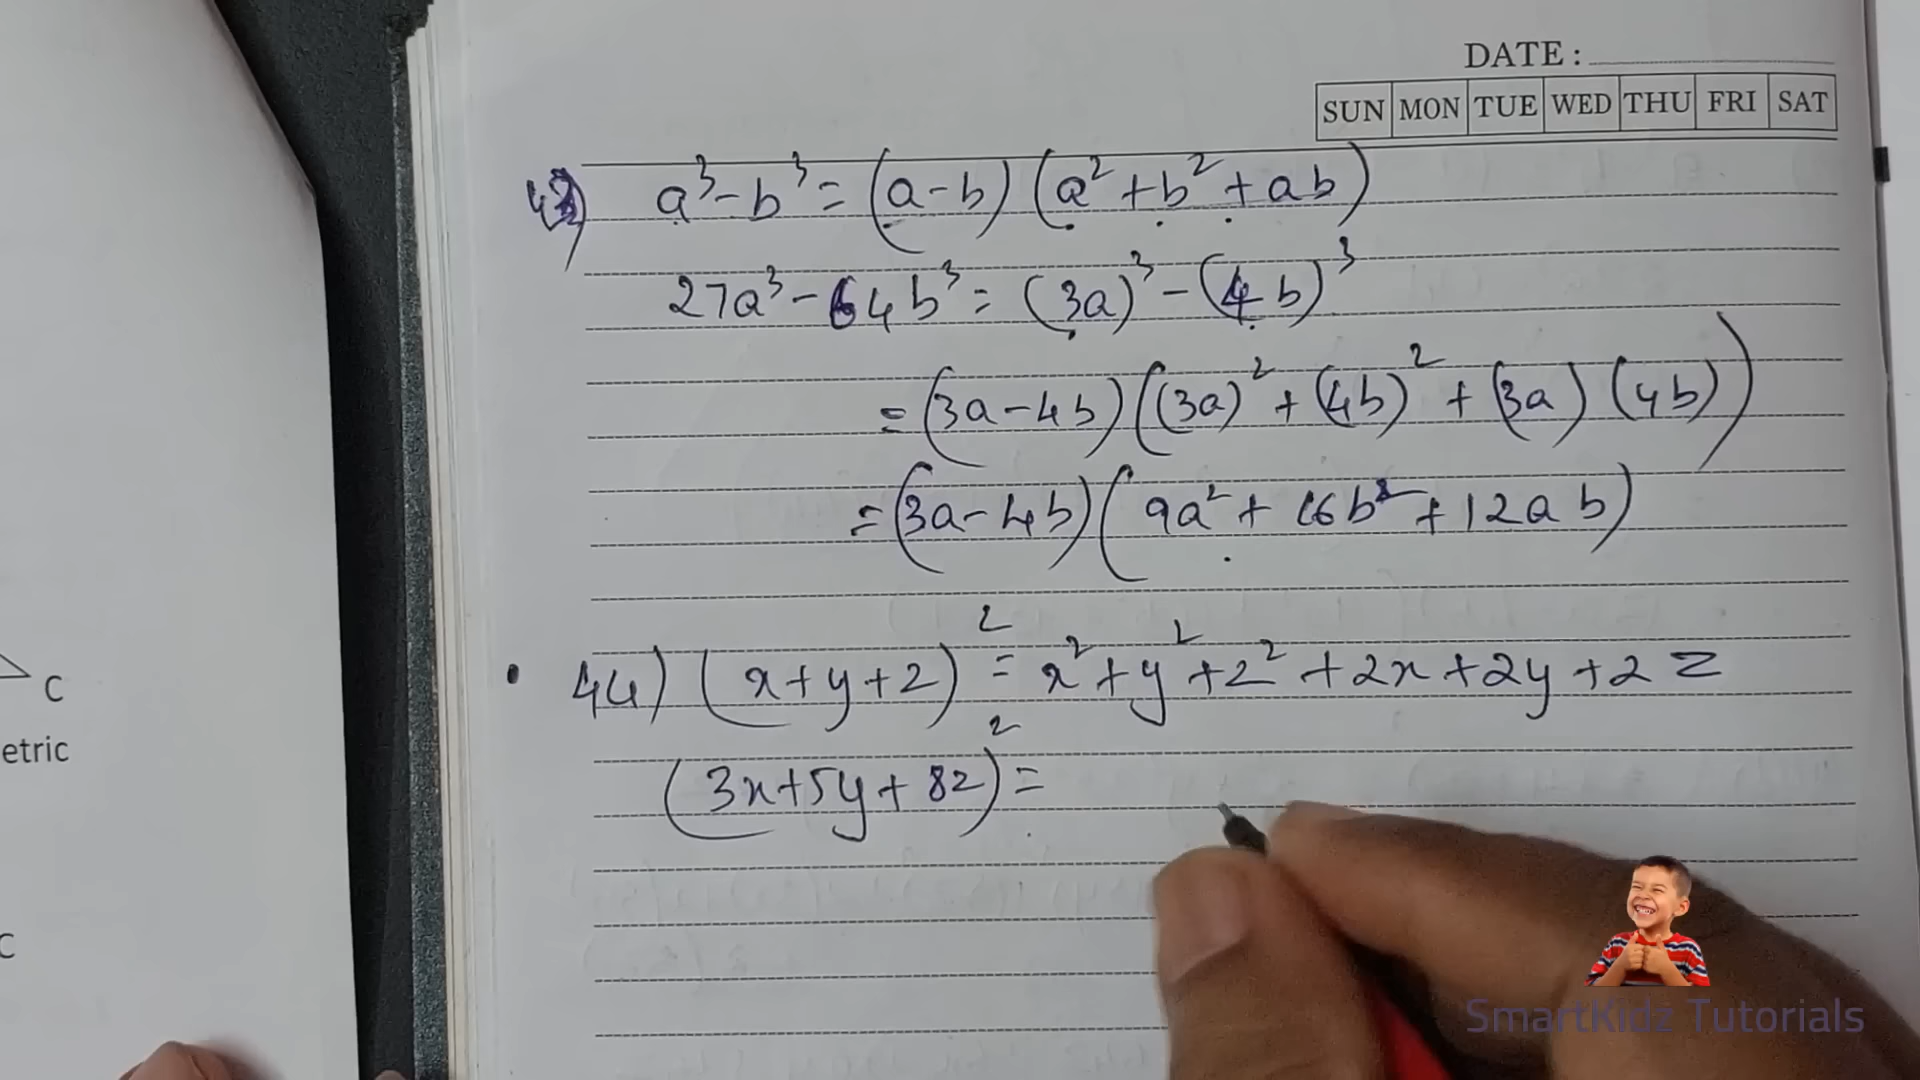 DATE :
SUN MON TUE WED THU FRI SAT
43) a³-b³ = (a-b) (a²+b²+ab)
27a³-64b³ = (3a)³-(4b)³
= (3a-4b) ((3a)²+(4b)²+(3a) (4b))
= (3a-4b) (9a²+16b²+12ab)
44) (x+y+z)² = x²+y²+z²+2x+2y+2z
(3x+5y+8z)² =
C
etric
C
SmartKidz Tutorials